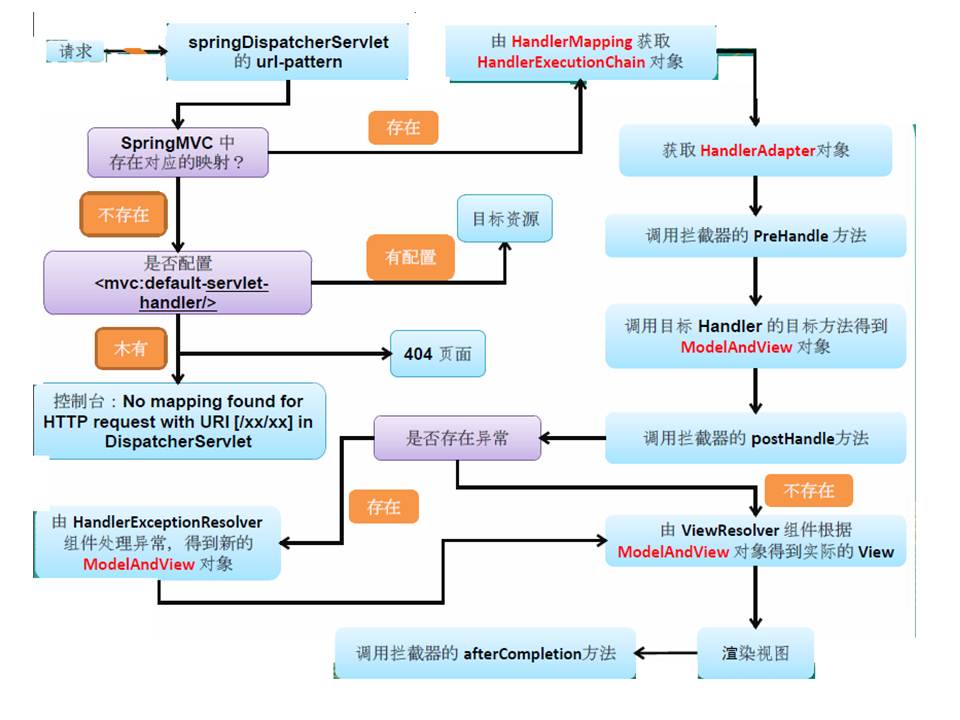 请求
springDispatcherServlet
的 url-pattern
由 HandlerMapping 获取
HandlerExecutionChain 对象
SpringMVC 中
存在对应的映射？
存在
获取 HandlerAdapter对象
不存在
目标资源
调用拦截器的 PreHandle 方法
是否配置
<mvc:default-servlet-
handler/>
有配置
调用目标 Handler 的目标方法得到
ModelAndView 对象
木有
404 页面
控制台：No mapping found for
HTTP request with URI [/xx/xx] in
DispatcherServlet
是否存在异常
调用拦截器的 postHandle方法
存在
不存在
由 HandlerExceptionResolver
组件处理异常，得到新的
ModelAndView 对象
由 ViewResolver 组件根据
ModelAndView 对象得到实际的 View
调用拦截器的 afterCompletion方法
渲染视图